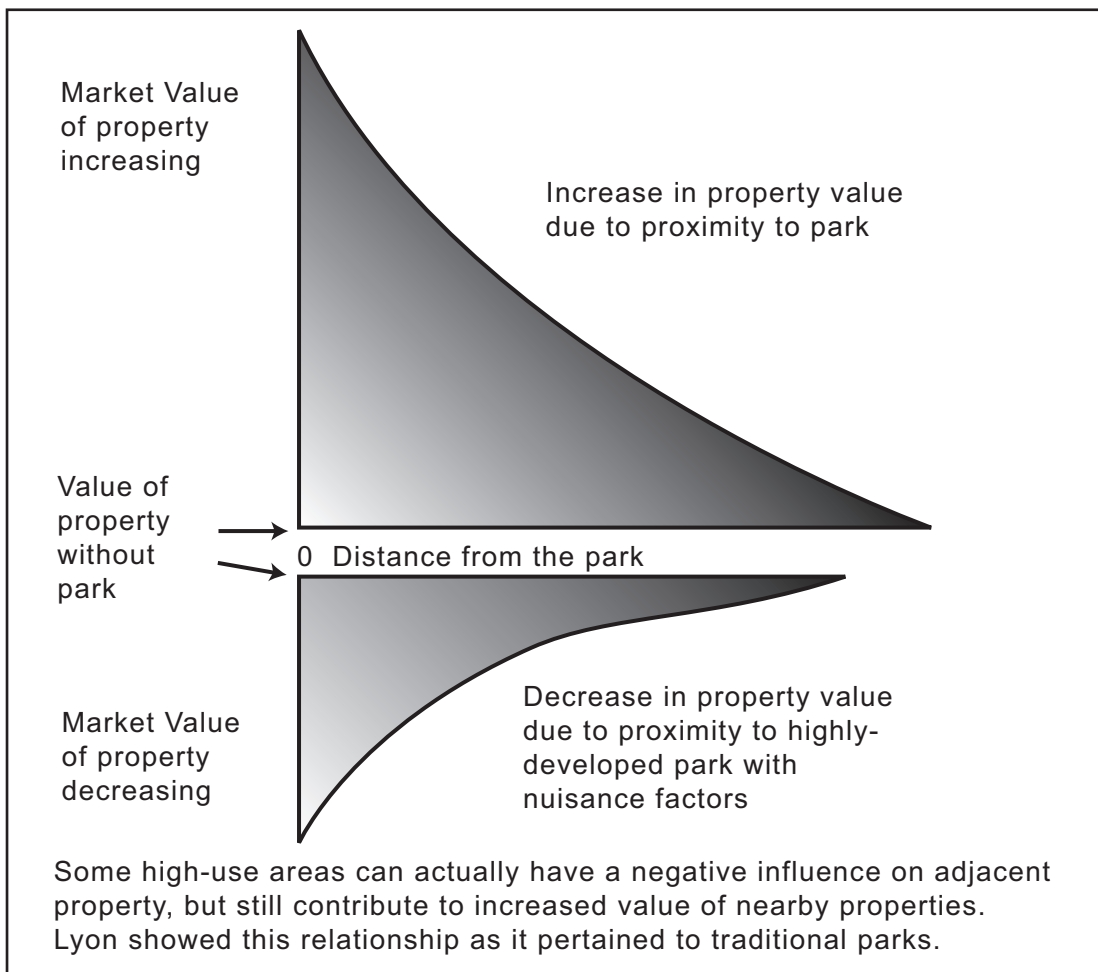 Market Value
of property
increasing
Increase in property value
due to proximity to park
Value of
property
without
park
0 Distance from the park
Market Value
of property
decreasing
Decrease in property value
due to proximity to highly-
developed park with
nuisance factors
Some high-use areas can actually have a negative influence on adjacent
property, but still contribute to increased value of nearby properties.
Lyon showed this relationship as it pertained to traditional parks.